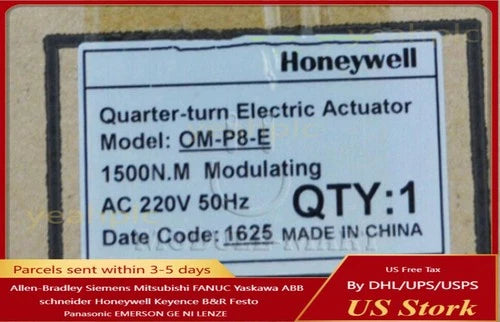 Honeywell
Quarter-turn Electric Actuator
Model: OM-P8-E
1500N.M Modulating
AC 220V 50Hz
QTY:1
Date Code: 1625 MADE IN CHINA
Parcels sent within 3-5 days
Allen-Bradley Siemens Mitsubishi FANUC Yaskawa ABB
schneider Honeywell Keyence B&R Festo
Panasonic EMERSON GE NI LENZE
US Free Tax
By DHL/UPS/USPS
US Stork